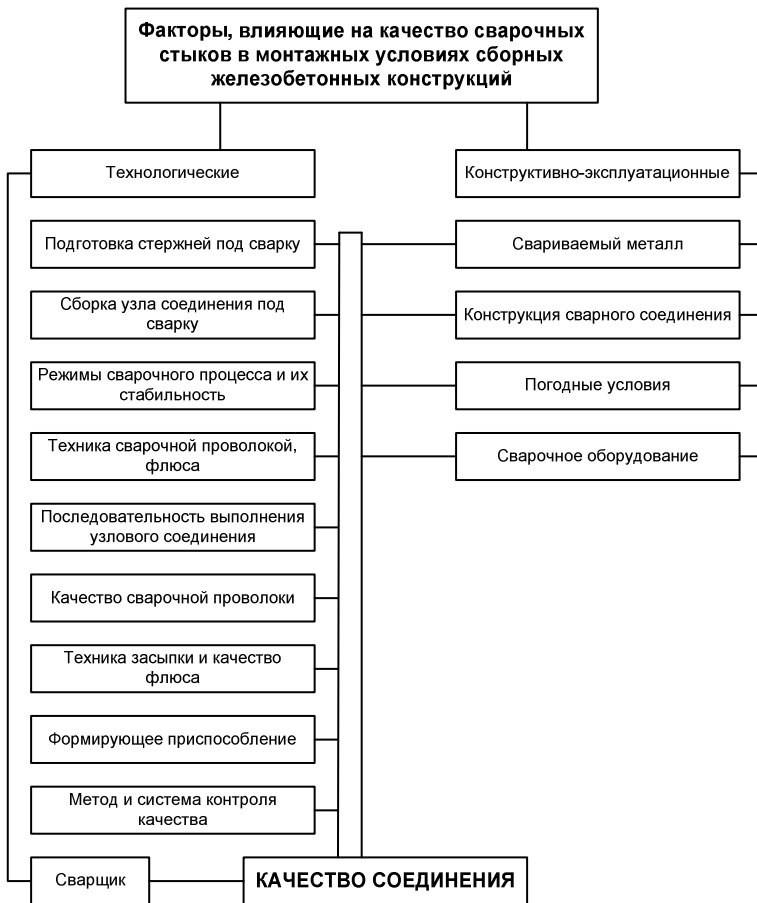 Факторы, влияющие на качество сварочных
стыков в монтажных условиях сборных
железобетонных конструкций
Технологические
Конструктивно-эксплуатационные
Подготовка стержней под сварку
Свариваемый металл
Сборка узла соединения под
сварку
Конструкция сварного соединения
Режимы сварочного процесса и их
стабильность
Погодные условия
Техника сварочной проволокой,
флюса
Сварочное оборудование
Последовательность выполнения
узлового соединения
Качество сварочной проволоки
Техника засыпки и качество
флюса
Формирующее приспособление
Метод и система контроля
качества
Сварщик
КАЧЕСТВО СОЕДИНЕНИЯ